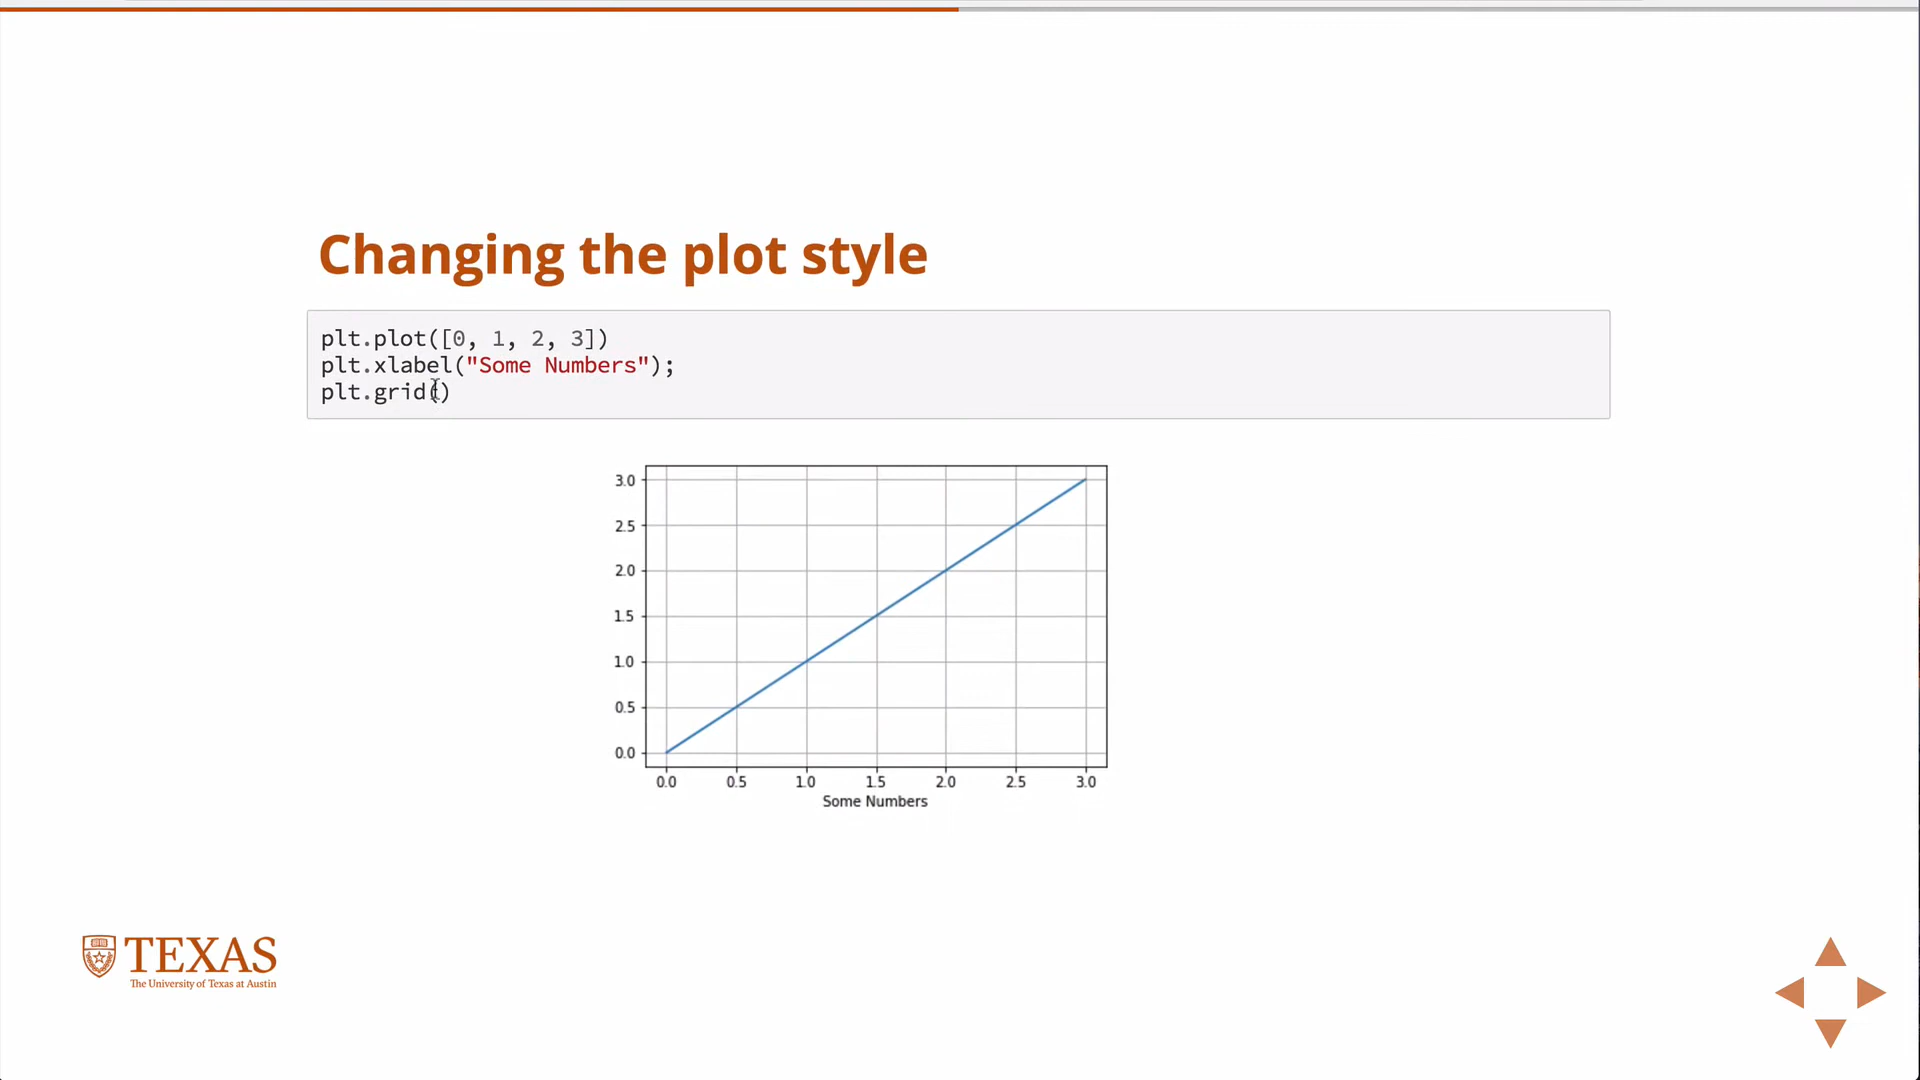 Changing the plot style
plt.plot([0, 1, 2, 3])
plt.xlabel("Some Numbers");
plt.grid()
3.0
2.5
2.0
1.5
1.0
0.5
0.0
0.0 0.5 1.0 1.5 2.0 2.5 3.0
Some Numbers
TEXAS
The University of Texas at Austin